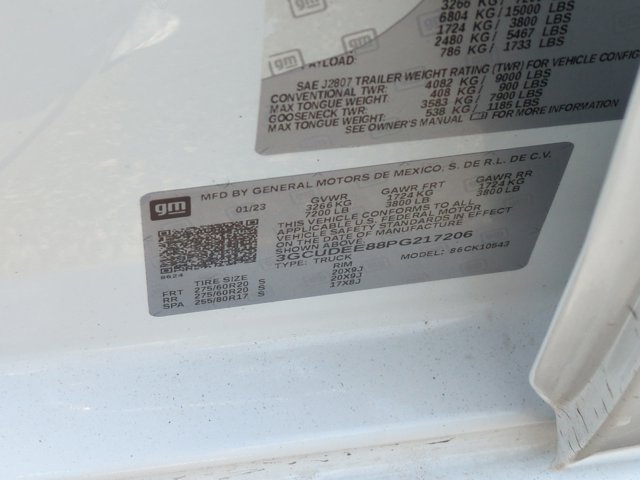 3266 KG/
6804 KG/ 15000 LBS
1724 KG/ 3800 LBS
2480 KG/ 5467 LBS
786 KG/ 1733 LBS
PAYLOAD:
SAE J2807 TRAILER WEIGHT RATING (TWR) FOR VEHICLE CONFIG
CONVENTIONAL TWR: 4082 KG/ 9000 LBS
MAX TONGUE WEIGHT: 408 KG/ 900 LBS
GOOSENECK TWR: 3583 KG/ 7900 LBS
MAX TONGUE WEIGHT: 538 KG/ 1185 LBS
SEE OWNER'S MANUAL FOR MORE INFORMATION
gm
MFD BY GENERAL MOTORS DE MEXICO, S. DE R.L. DE C.V.
01/23 GVWR GAWR FRT GAWR RR
3266 KG 1724 KG 1724 KG
7200 LB 3800 LB 3800 LB
THIS VEHICLE CONFORMS TO ALL
APPLICABLE U.S. FEDERAL MOTOR
VEHICLE SAFETY STANDARDS IN EFFECT
ON THE DATE OF MANUFACTURE
SHOWN ABOVE.
3GCUDEE88PG217206
TYPE: TRUCK MODEL: 86CK10543
8624
TIRE SIZE RIM
FRT 275/60R20 S 20X9J
RR 275/60R20 S 20X9J
SPA 255/80R17 S 17X8J